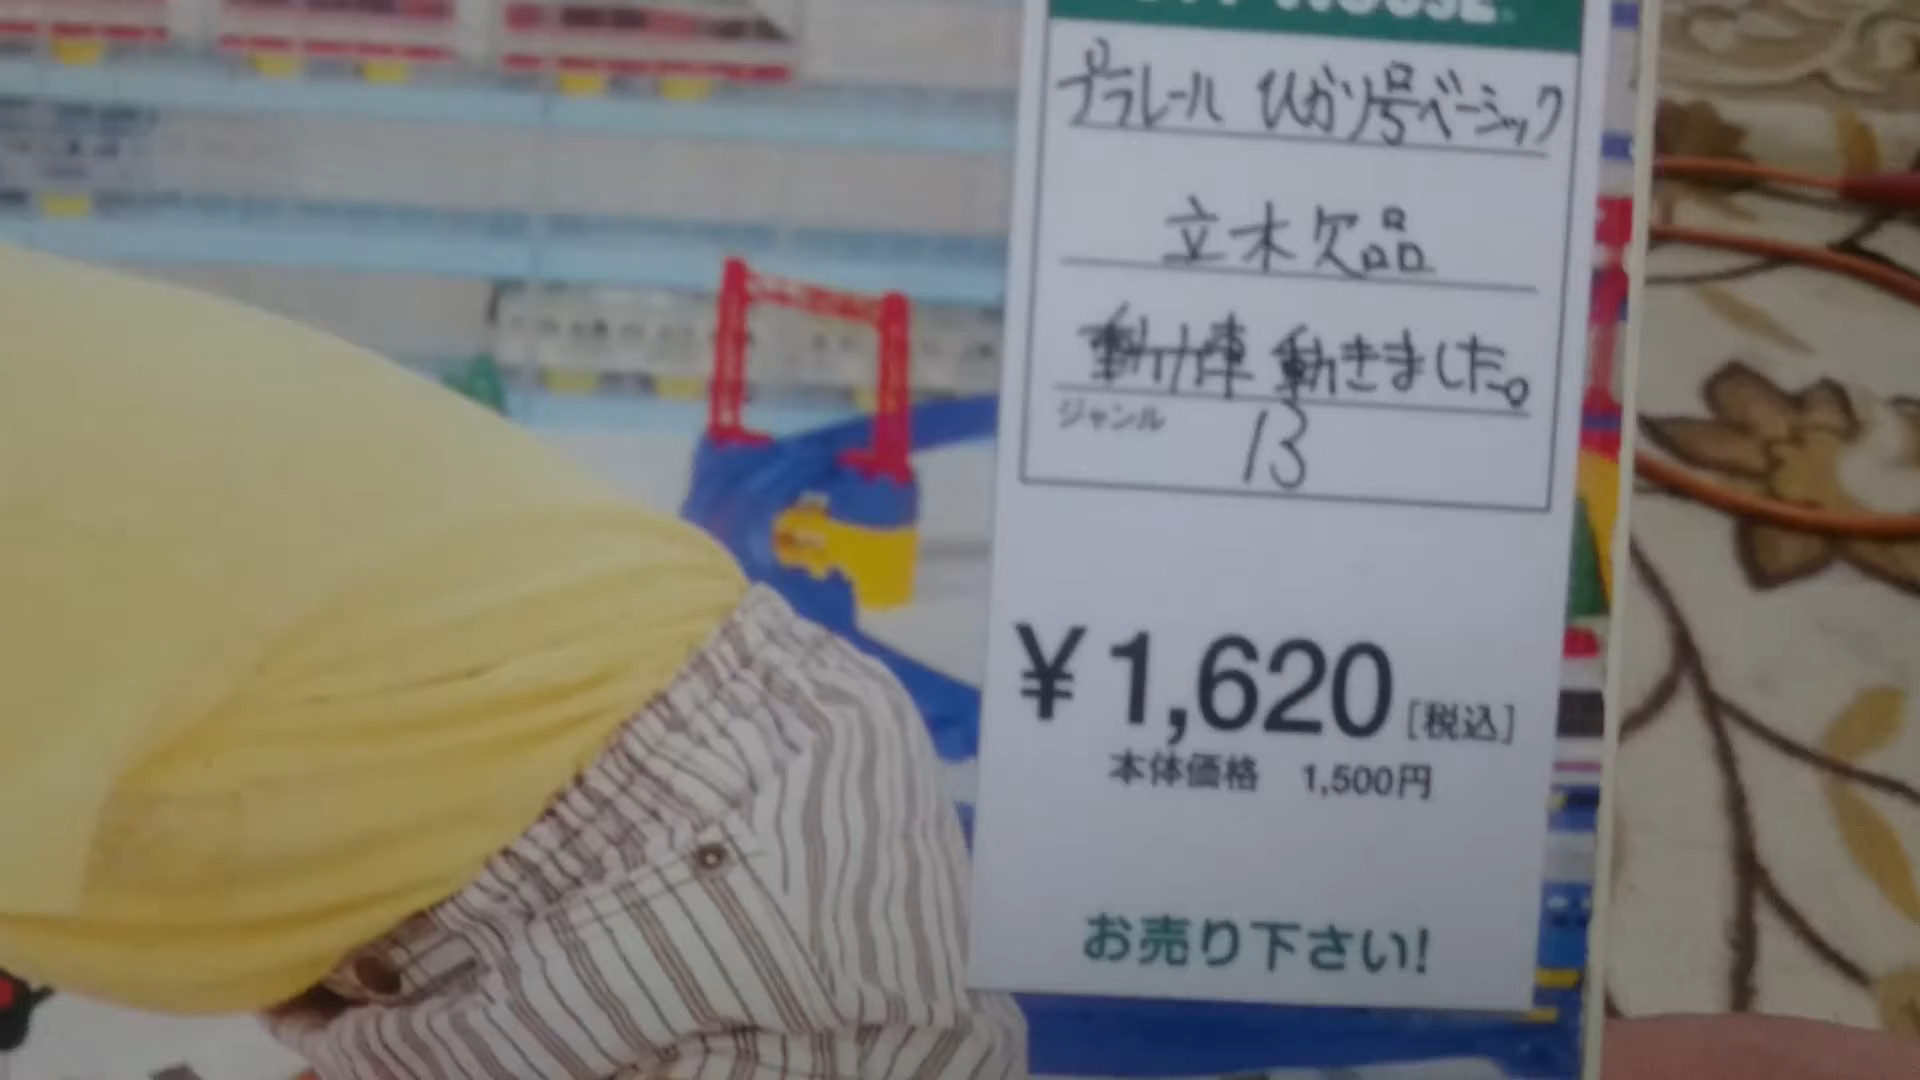 プラレール ひかり号ベーシック
立木欠品
動力車 動きました。
ジャンル 13
¥1,620 [税込]
本体価格 1,500円
お売り下さい!